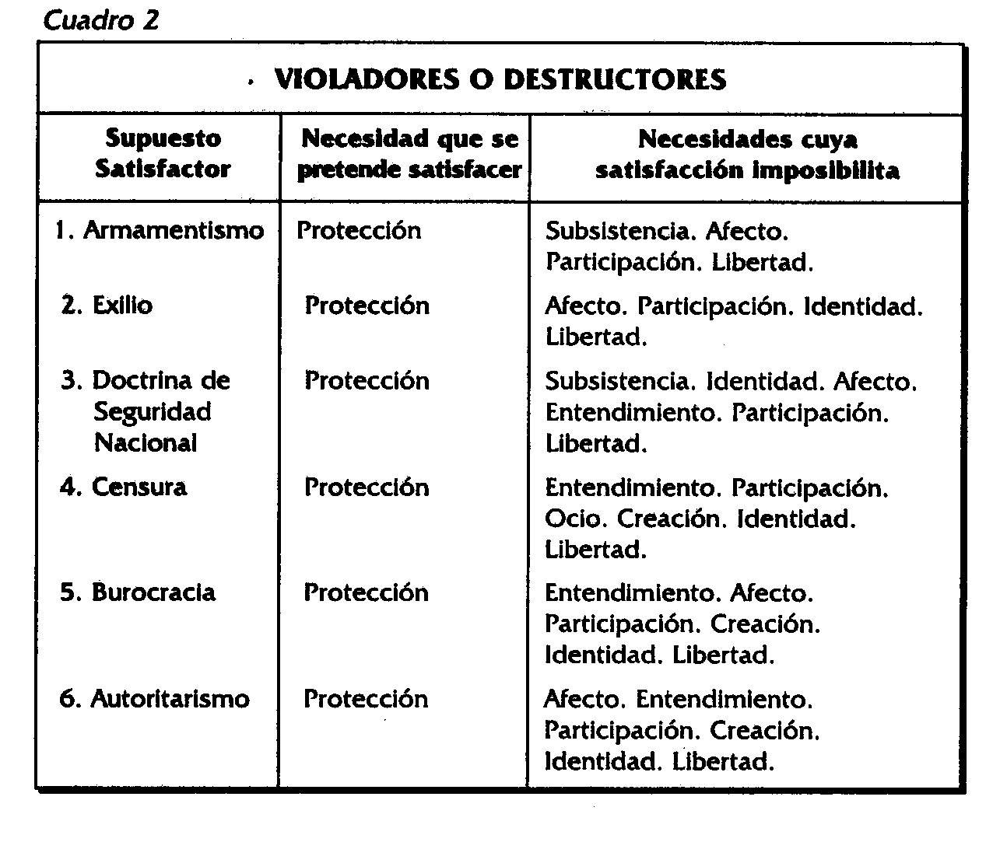 Cuadro 2
VIOLADORES O DESTRUCTORES
Supuesto
Satisfactor
Necesidad que se
pretende satisfacer
Necesidades cuya
satisfacción imposibilita
1. Armamentismo
Protección
Subsistencia. Afecto.
Participación. Libertad.
2. Exilio
Protección
Afecto. Participación. Identidad.
Libertad.
3. Doctrina de
Seguridad
Nacional
Protección
Subsistencia. Identidad. Afecto.
Entendimiento. Participación.
Libertad.
4. Censura
Protección
Entendimiento. Participación.
Ocio. Creación. Identidad.
Libertad.
5. Burocracia
Protección
Entendimiento. Afecto.
Participación. Creación.
Identidad. Libertad.
6. Autoritarismo
Protección
Afecto. Entendimiento.
Participación. Creación.
Identidad. Libertad.